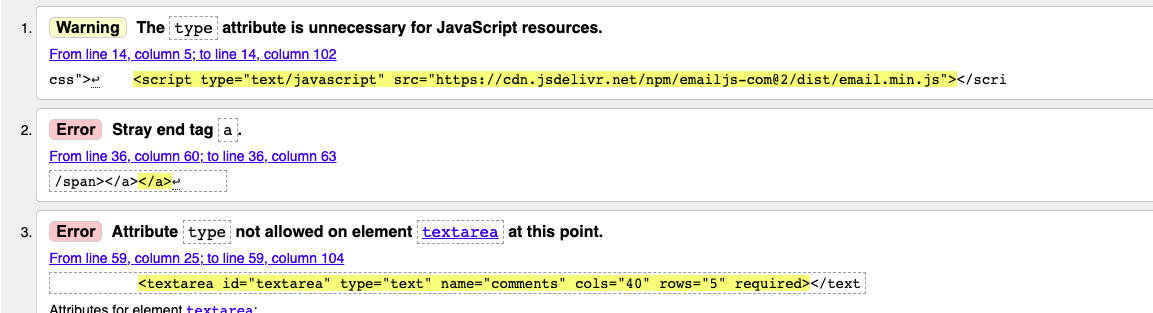 1. Warning The type attribute is unnecessary for JavaScript resources.
From line 14, column 5; to line 14, column 102
css">↩ <script type="text/javascript" src="https://cdn.jsdelivr.net/npm/emailjs-com@2/dist/email.min.js"></scri
2. Error Stray end tag a.
From line 36, column 60; to line 36, column 63
/span></a></a>↩
3. Error Attribute type not allowed on element textarea at this point.
From line 59, column 25; to line 59, column 104
<textarea id="textarea" type="text" name="comments" cols="40" rows="5" required></text
Attributes for element textarea: